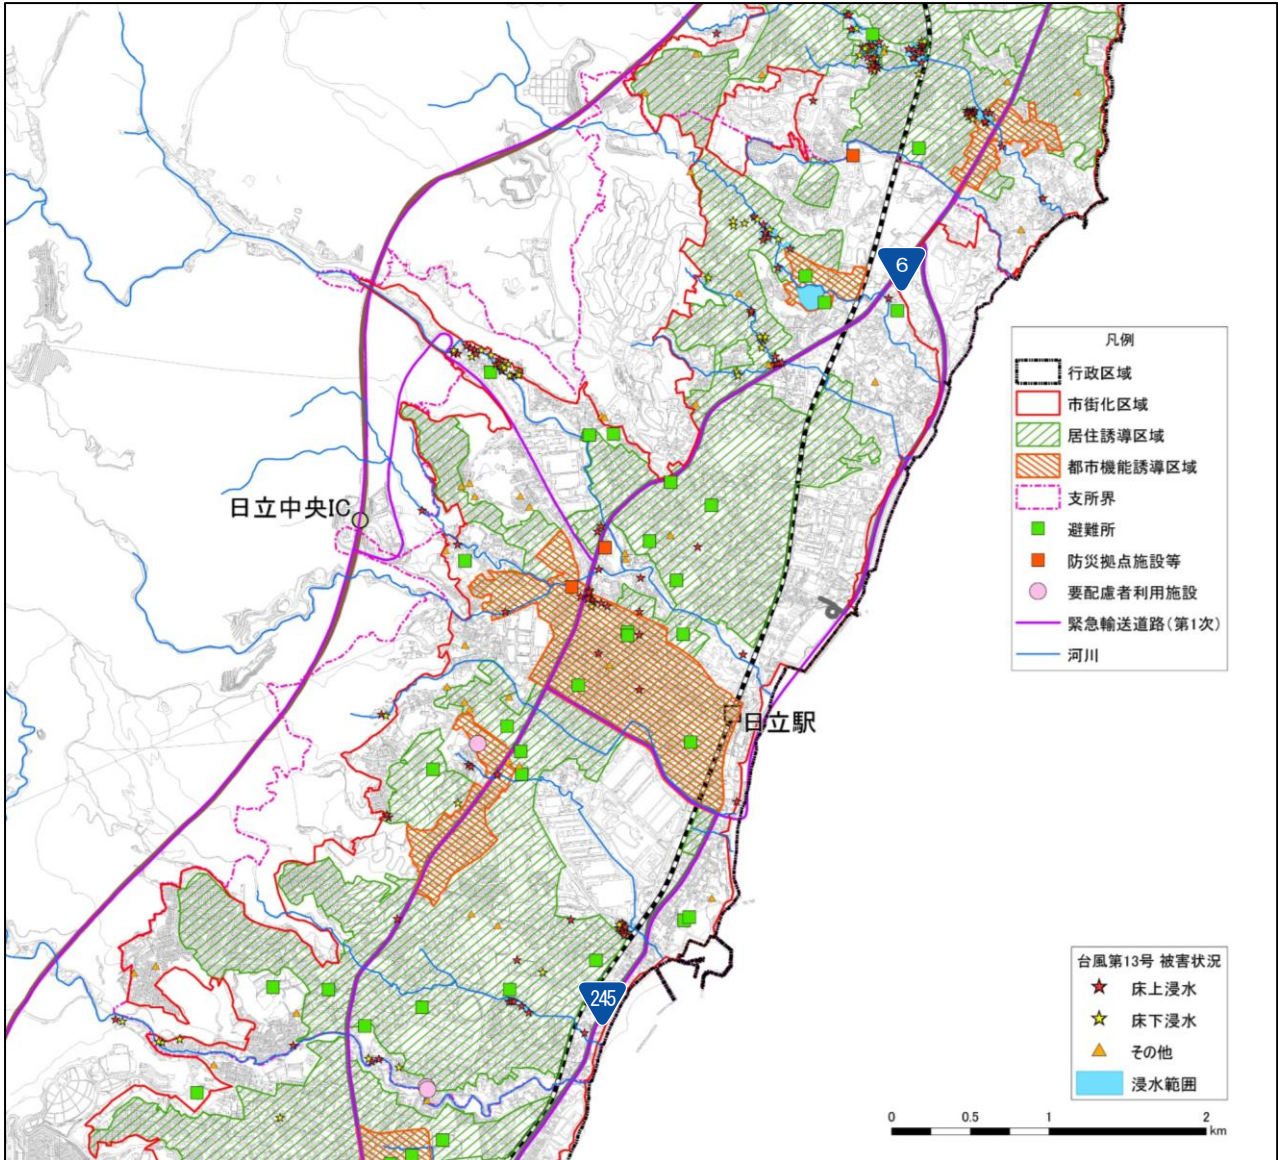 6
凡例
行政区域
市街化区域
居住誘導区域
都市機能誘導区域
支所界
避難所
防災拠点施設等
要配慮者利用施設
緊急輸送道路(第1次)
河川
日立中央IC
日立駅
245
台風第13号 被害状況
床上浸水
床下浸水
その他
浸水範囲
0 0.5 1 2
km